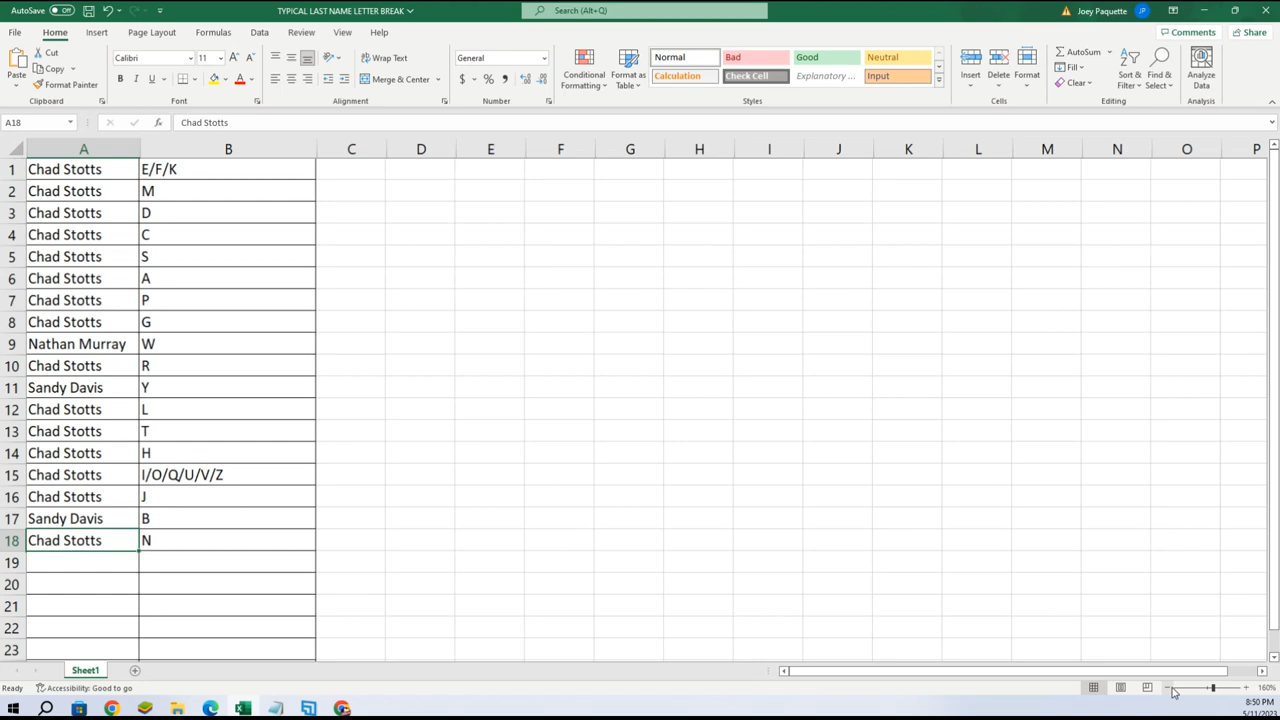 AutoSave Off TYPICAL LAST NAME LETTER BREAK Search (Alt+Q) Joey Paquette JP
File Home Insert Page Layout Formulas Data Review View Help Comments Share
Paste Cut Copy Format Painter Clipboard
Calibri 11 B I U A Font
Wrap Text Merge & Center Alignment
General $ % Number
Conditional Formatting Format as Table
Normal Bad Good Neutral
Calculation Check Cell Explanatory ... Input
Styles
Insert Delete Format Cells
AutoSum Fill Clear Sort & Filter Find & Select Editing
Analyze Data Analysis
A18 fx Chad Stotts
A B C D E F G H I J K L M N O P
1 Chad Stotts E/F/K
2 Chad Stotts M
3 Chad Stotts D
4 Chad Stotts C
5 Chad Stotts S
6 Chad Stotts A
7 Chad Stotts P
8 Chad Stotts G
9 Nathan Murray W
10 Chad Stotts R
11 Sandy Davis Y
12 Chad Stotts L
13 Chad Stotts T
14 Chad Stotts H
15 Chad Stotts I/O/Q/U/V/Z
16 Chad Stotts J
17 Sandy Davis B
18 Chad Stotts N
19
20
21
22
23
Sheet1
Ready Accessibility: Good to go 160%
8:50 PM
5/11/2023